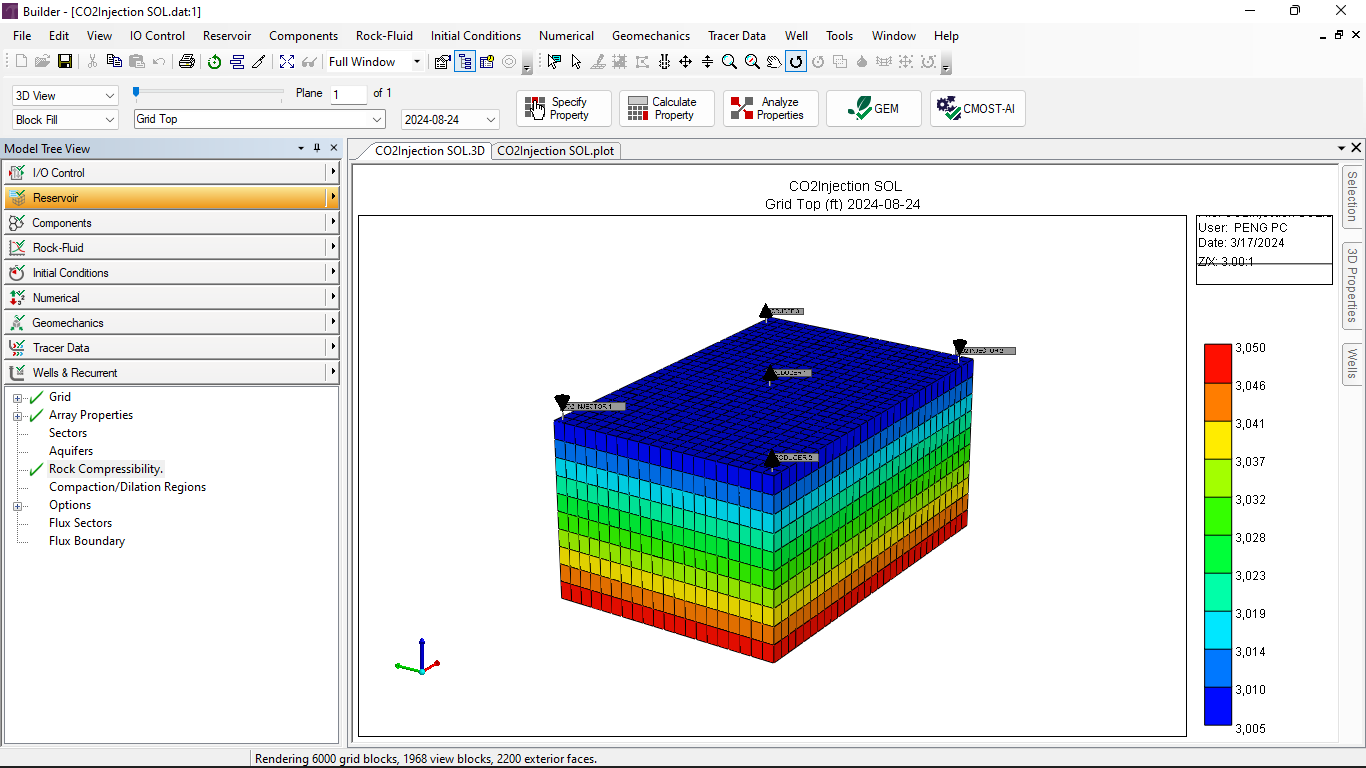 Builder - [CO2Injection SOL.dat:1]
File Edit View IO Control Reservoir Components Rock-Fluid Initial Conditions Numerical Geomechanics Tracer Data Well Tools Window Help
Full Window
3D View Plane 1 of 1
Block Fill Grid Top 2024-08-24
Specify Property
Calculate Property
Analyze Properties
GEM
CMOST-AI
Model Tree View
I/O Control
Reservoir
Components
Rock-Fluid
Initial Conditions
Numerical
Geomechanics
Tracer Data
Wells & Recurrent
Grid
Array Properties
Sectors
Aquifers
Rock Compressibility.
Compaction/Dilation Regions
Options
Flux Sectors
Flux Boundary
CO2Injection SOL.3D CO2Injection SOL.plot
CO2Injection SOL
Grid Top (ft) 2024-08-24
User: PENG PC
Date: 3/17/2024
Z/X: 3.00:1
3,050
3,046
3,041
3,037
3,032
3,028
3,023
3,019
3,014
3,010
3,005
Selection
3D Properties
Wells
Rendering 6000 grid blocks, 1968 view blocks, 2200 exterior faces.